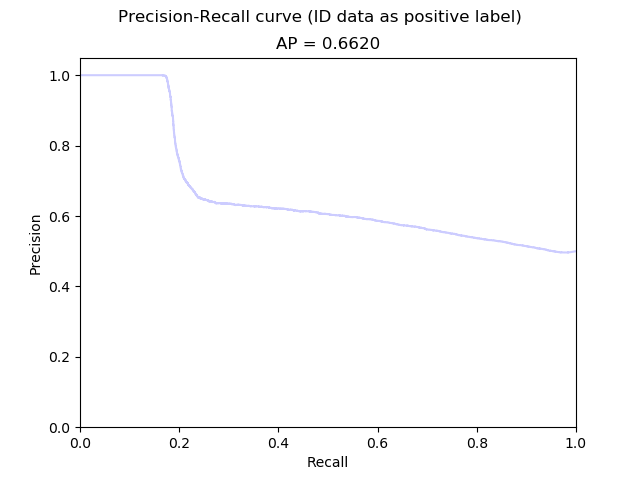 Precision-Recall curve (ID data as positive label)
AP = 0.6620
1.0
0.8
0.6
0.4
0.2
0.0
Precision
0.0 0.2 0.4 0.6 0.8 1.0
Recall